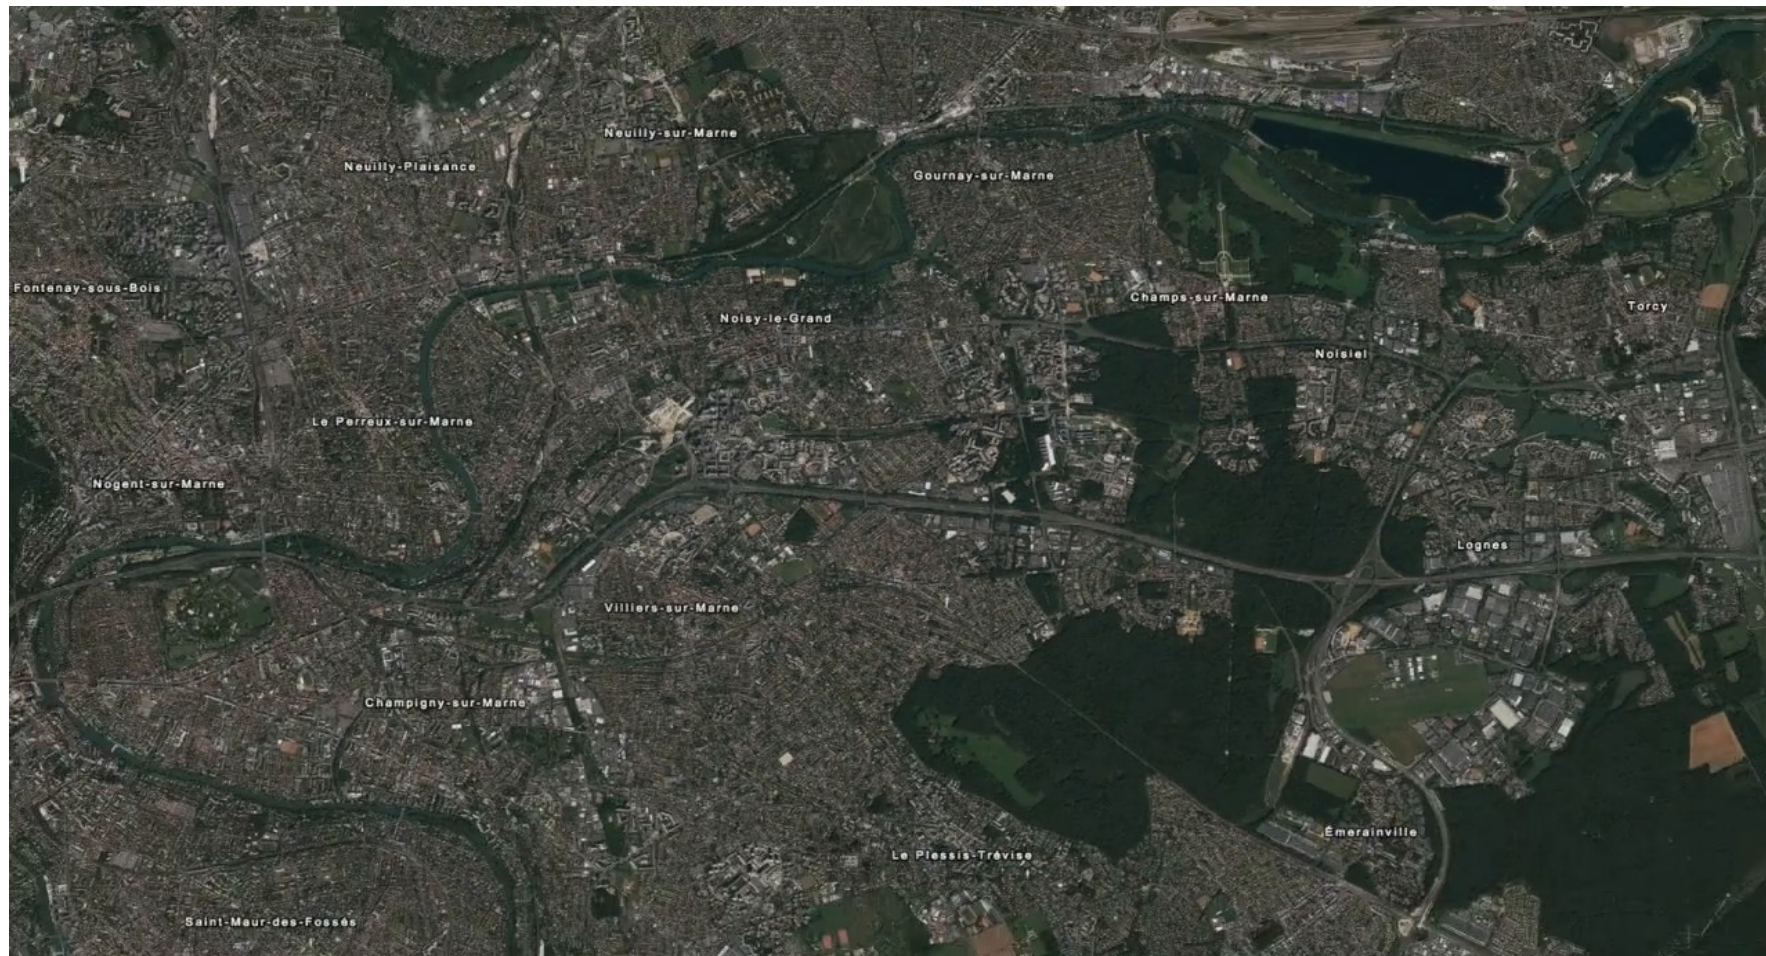 Neuilly-sur-Marne
Neuilly-Plaisance
Gournay-sur-Marne
Fontenay-sous-Bois
Champs-sur-Marne
Torcy
Noisy-le-Grand
Noisiel
Le Perreux-sur-Marne
Nogent-sur-Marne
Lognes
Villiers-sur-Marne
Champigny-sur-Marne
Émerainville
Le Plessis-Trévise
Saint-Maur-des-Fossés